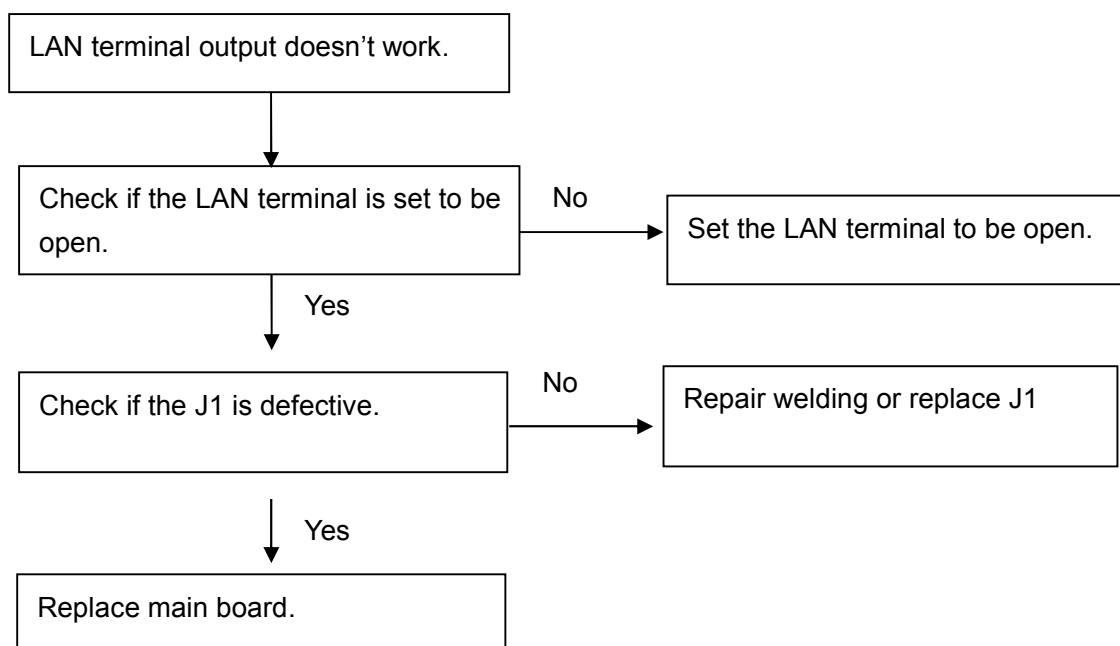 LAN terminal output doesn’t work.
Check if the LAN terminal is set to be
open.
No
Set the LAN terminal to be open.
Yes
Check if the J1 is defective.
No
Repair welding or replace J1
Yes
Replace main board.